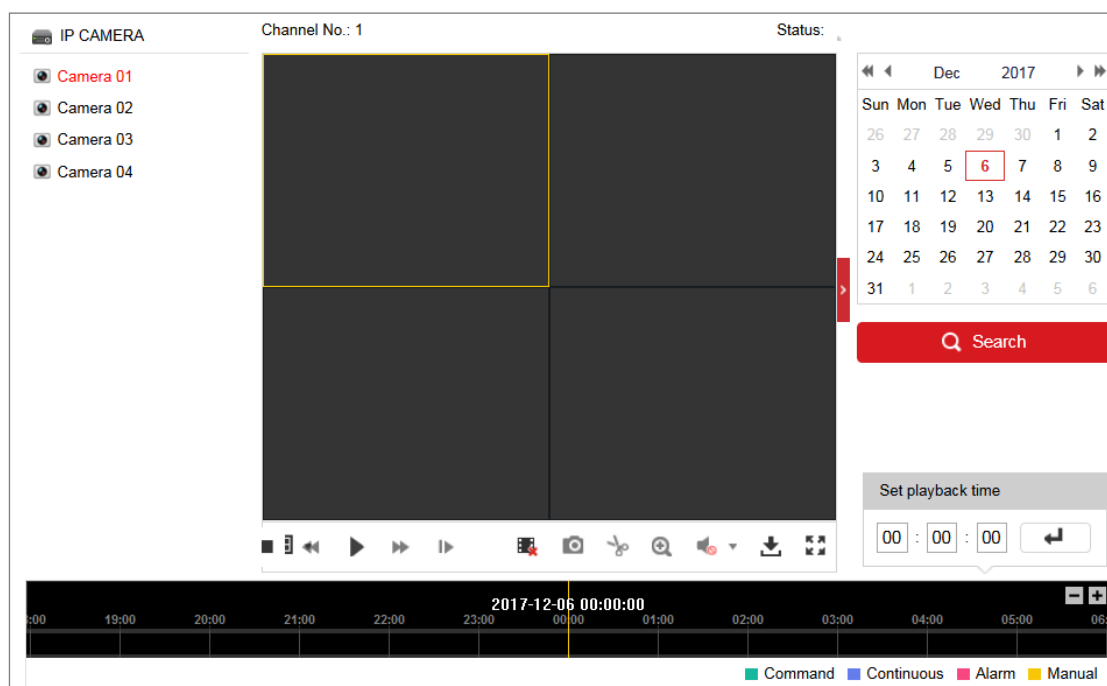 IP CAMERA
Channel No.: 1
Status:
Camera 01
Camera 02
Camera 03
Camera 04
Dec 2017
Sun Mon Tue Wed Thu Fri Sat
26 27 28 29 30 1 2
3 4 5 6 7 8 9
10 11 12 13 14 15 16
17 18 19 20 21 22 23
24 25 26 27 28 29 30
31 1 2 3 4 5 6
Search
Set playback time
00 : 00 : 00
2017-12-06 00:00:00
:00 19:00 20:00 21:00 22:00 23:00 00:00 01:00 02:00 03:00 04:00 05:00 06:
Command Continuous Alarm Manual